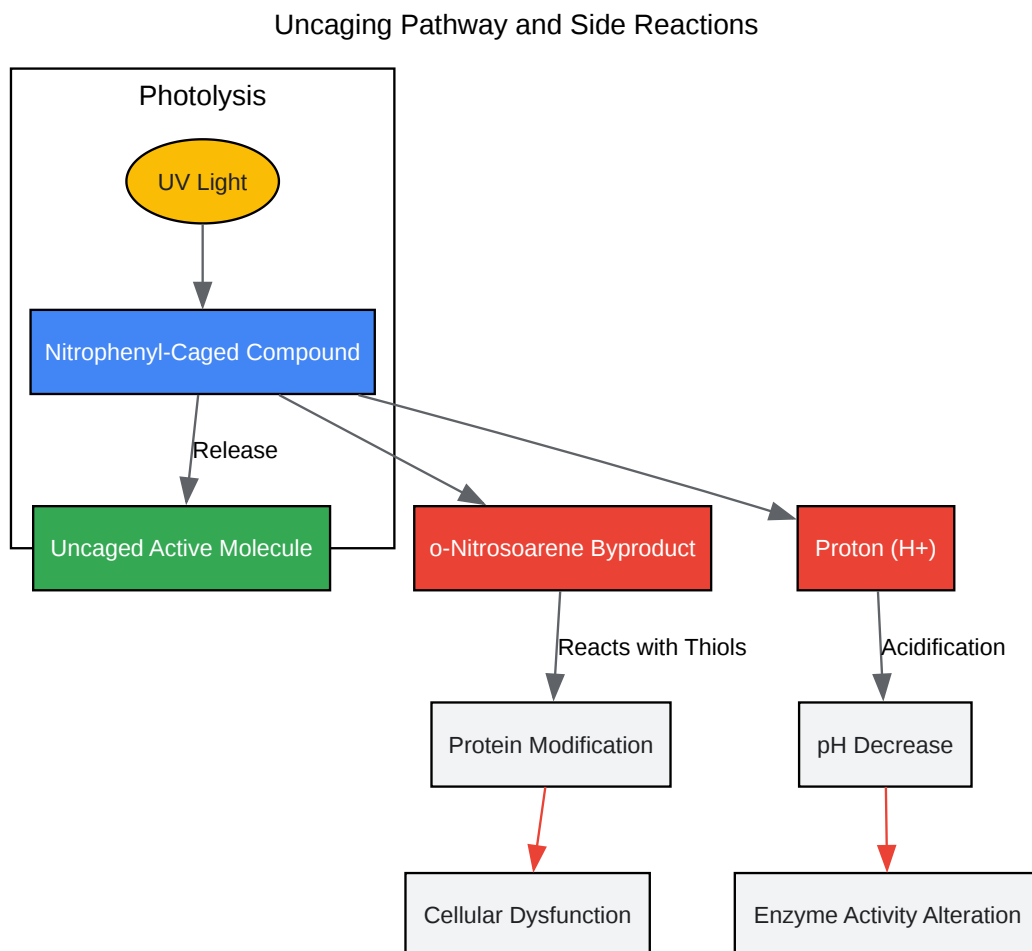 Uncaging Pathway and Side Reactions
Photolysis
UV Light
Nitrophenyl-Caged Compound
Release
Uncaged Active Molecule
o-Nitrosoarene Byproduct
Proton (H+)
Reacts with Thiols
Acidification
Protein Modification
pH Decrease
Cellular Dysfunction
Enzyme Activity Alteration